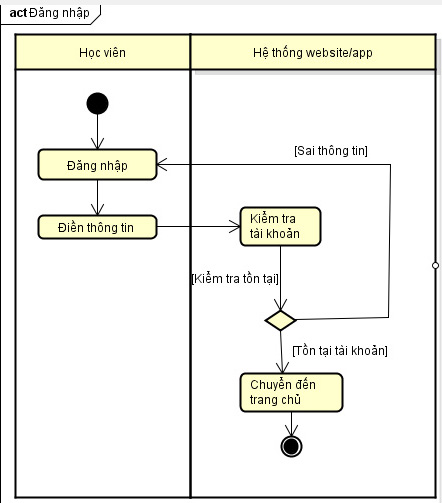 act Đăng nhập
Học viên
Hệ thống website/app
[Sai thông tin]
Đăng nhập
Điền thông tin
Kiểm tra
tài khoản
[Kiểm tra tồn tại]
[Tồn tại tài khoản]
Chuyển đến
trang chủ